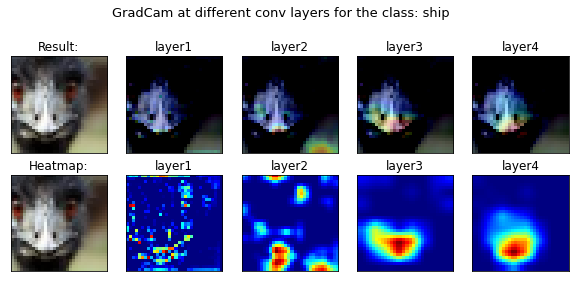 GradCam at different conv layers for the class: ship
Result: layer1 layer2 layer3 layer4
Heatmap: layer1 layer2 layer3 layer4